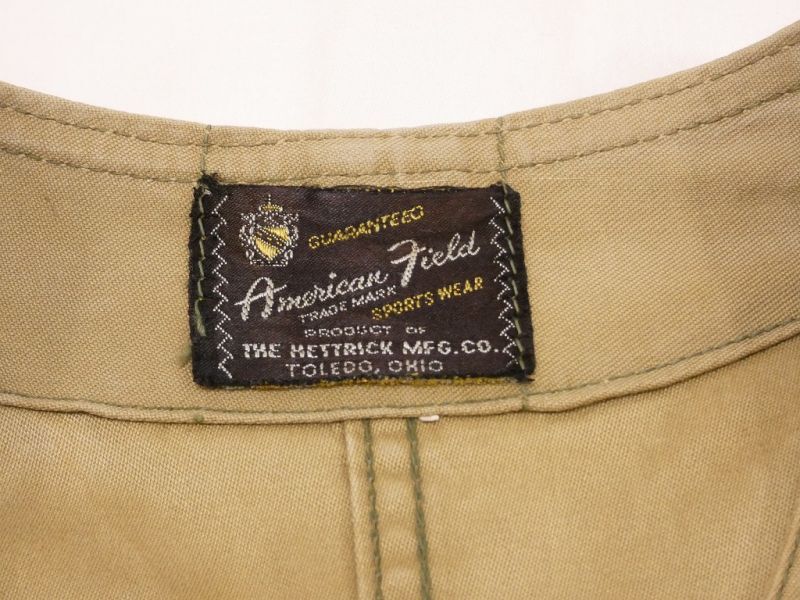 GUARANTEED
American Field
TRADE MARK
SPORTS WEAR
PRODUCT OF
THE HETTRICK MFG.CO.
TOLEDO, OHIO